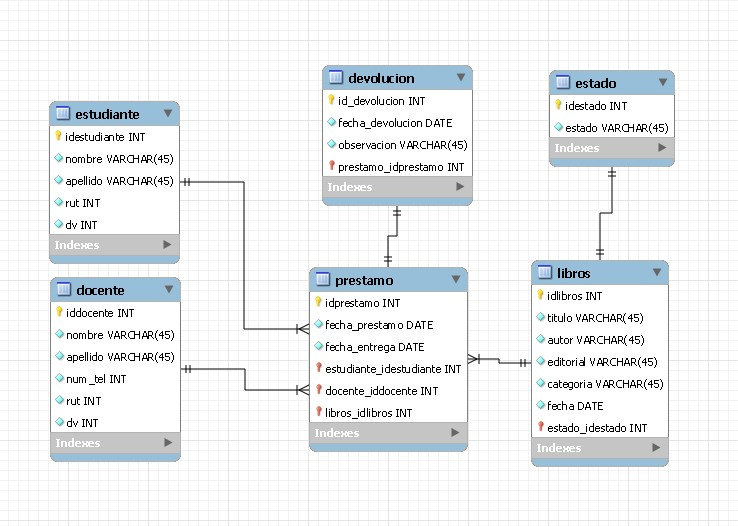 estudiante
idestudiante INT
nombre VARCHAR(45)
apellido VARCHAR(45)
rut INT
dv INT
Indexes
docente
iddocente INT
nombre VARCHAR(45)
apellido VARCHAR(45)
num_tel INT
rut INT
dv INT
Indexes
devolucion
id_devolucion INT
fecha_devolucion DATE
observacion VARCHAR(45)
prestamo_idprestamo INT
Indexes
prestamo
idprestamo INT
fecha_prestamo DATE
fecha_entrega DATE
estudiante_idestudiante INT
docente_iddocente INT
libros_idlibros INT
Indexes
estado
idestado INT
estado VARCHAR(45)
Indexes
libros
idlibros INT
titulo VARCHAR(45)
autor VARCHAR(45)
editorial VARCHAR(45)
categoria VARCHAR(45)
fecha DATE
estado_idestado INT
Indexes